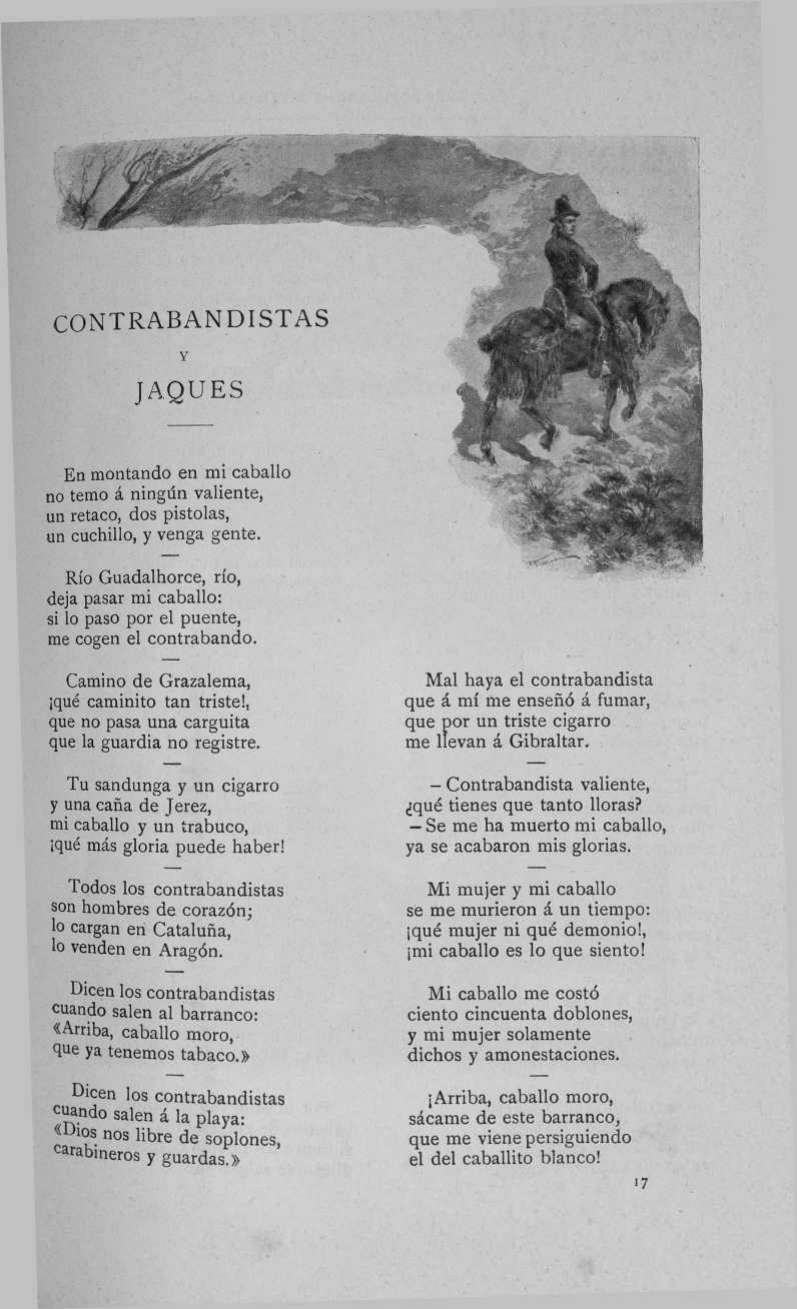 CONTRABANDISTAS
Y
JAQUES
En montando en mi caballo
no temo á ningún valiente,
un retaco, dos pistolas,
un cuchillo, y venga gente.
Río Guadalhorce, río,
deja pasar mi caballo:
si lo paso por el puente,
me cogen el contrabando.
Camino de Grazalema,
¡qué caminito tan triste!,
que no pasa una carguita
que la guardia no registre.
Tu sandunga y un cigarro
y una caña de Jerez,
mi caballo y un trabuco,
¡qué más gloria puede haber!
Todos los contrabandistas
son hombres de corazón;
lo cargan en Cataluña,
lo venden en Aragón.
Dicen los contrabandistas
cuando salen al barranco:
«Arriba, caballo moro,
que ya tenemos tabaco.»
Dicen los contrabandistas
cuando salen á la playa:
«Dios nos libre de soplones,
carabineros y guardas.»
Mal haya el contrabandista
que á mí me enseñó á fumar,
que por un triste cigarro
me llevan á Gibraltar.
– Contrabandista valiente,
¿qué tienes que tanto lloras?
– Se me ha muerto mi caballo,
ya se acabaron mis glorias.
Mi mujer y mi caballo
se me murieron á un tiempo:
¡qué mujer ni qué demonio!,
¡mi caballo es lo que siento!
Mi caballo me costó
ciento cincuenta doblones,
y mi mujer solamente
dichos y amonestaciones.
¡Arriba, caballo moro,
sácame de este barranco,
que me viene persiguiendo
el del caballito blanco!
17